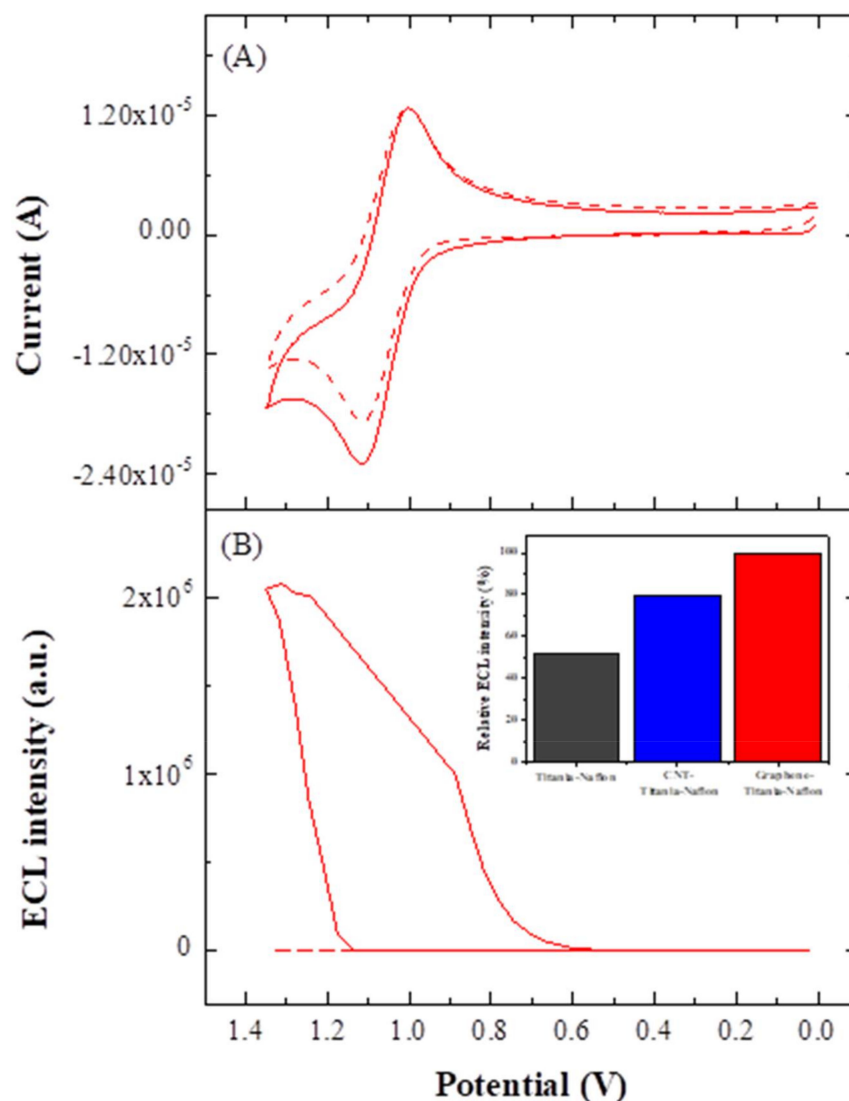 (A)
1.20x10⁻⁵
0.00
-1.20x10⁻⁵
-2.40x10⁻⁵
Current (A)
(B)
2x10⁶
1x10⁶
0
ECL intensity (a.u.)
100
80
60
40
20
0
Relative ECL intensity (%)
Titania-Nafion
CNT-
Titania-Nafion
Graphene-
Titania-Nafion
1.4 1.2 1.0 0.8 0.6 0.4 0.2 0.0
Potential (V)